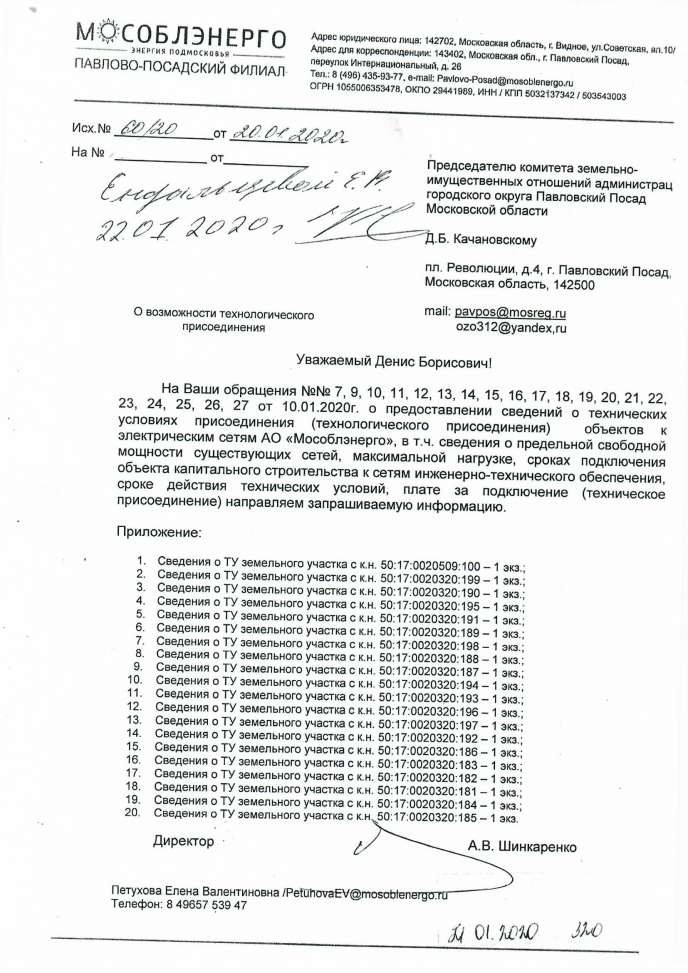 МОСОБЛЭНЕРГО
ЭНЕРГИЯ ПОДМОСКОВЬЯ
ПАВЛОВО-ПОСАДСКИЙ ФИЛИАЛ
Адрес юридического лица: 142702, Московская область, г. Видное, ул.Советская, вл.10/
Адрес для корреспонденции: 143402, Московская обл., г. Павловский Посад,
переулок Интернациональный, д. 26
Тел.: 8 (496) 435-93-77, e-mail: Pavlovo-Posad@mosoblenergo.ru
ОГРН 1055006353478, ОКПО 29441969, ИНН / КПП 5032137342 / 503543003
Исх.№ 60/20 от 20.01.2020г
На № от
Ендальцевой Е.
22.01.2020г
Председателю комитета земельно-
имущественных отношений администрац
городского округа Павловский Посад
Московской области
Д.Б. Качановскому
пл. Революции, д.4, г. Павловский Посад,
Московская область, 142500
mail: pavpos@mosreg.ru
ozo312@yandex,ru
О возможности технологического
присоединения
Уважаемый Денис Борисович!
На Ваши обращения №№ 7, 9, 10, 11, 12, 13, 14, 15, 16, 17, 18, 19, 20, 21, 22,
23, 24, 25, 26, 27 от 10.01.2020г. о предоставлении сведений о технических
условиях присоединения (технологического присоединения) объектов к
электрическим сетям АО «Мособлэнерго», в т.ч. сведения о предельной свободной
мощности существующих сетей, максимальной нагрузке, сроках подключения
объекта капитального строительства к сетям инженерно-технического обеспечения,
сроке действия технических условий, плате за подключение (техническое
присоединение) направляем запрашиваемую информацию.
Приложение:
1. Сведения о ТУ земельного участка с к.н. 50:17:0020509:100 – 1 экз.;
2. Сведения о ТУ земельного участка с к.н. 50:17:0020320:199 – 1 экз.;
3. Сведения о ТУ земельного участка с к.н. 50:17:0020320:190 – 1 экз.;
4. Сведения о ТУ земельного участка с к.н. 50:17:0020320:195 – 1 экз.;
5. Сведения о ТУ земельного участка с к.н. 50:17:0020320:191 – 1 экз.;
6. Сведения о ТУ земельного участка с к.н. 50:17:0020320:189 – 1 экз.;
7. Сведения о ТУ земельного участка с к.н. 50:17:0020320:198 – 1 экз.;
8. Сведения о ТУ земельного участка с к.н. 50:17:0020320:188 – 1 экз.;
9. Сведения о ТУ земельного участка с к.н. 50:17:0020320:187 – 1 экз.;
10. Сведения о ТУ земельного участка с к.н. 50:17:0020320:194 – 1 экз.;
11. Сведения о ТУ земельного участка с к.н. 50:17:0020320:193 – 1 экз.;
12. Сведения о ТУ земельного участка с к.н. 50:17:0020320:196 – 1 экз.;
13. Сведения о ТУ земельного участка с к.н. 50:17:0020320:197 – 1 экз.;
14. Сведения о ТУ земельного участка с к.н. 50:17:0020320:192 – 1 экз.;
15. Сведения о ТУ земельного участка с к.н. 50:17:0020320:186 – 1 экз.;
16. Сведения о ТУ земельного участка с к.н. 50:17:0020320:183 – 1 экз.;
17. Сведения о ТУ земельного участка с к.н. 50:17:0020320:182 – 1 экз.;
18. Сведения о ТУ земельного участка с к.н. 50:17:0020320:181 – 1 экз.;
19. Сведения о ТУ земельного участка с к.н. 50:17:0020320:184 – 1 экз.;
20. Сведения о ТУ земельного участка с к.н. 50:17:0020320:185 – 1 экз.
Директор А.В. Шинкаренко
Петухова Елена Валентиновна /PetuhovaEV@mosoblenergo.ru
Телефон: 8 49657 539 47
21 01.2020 320